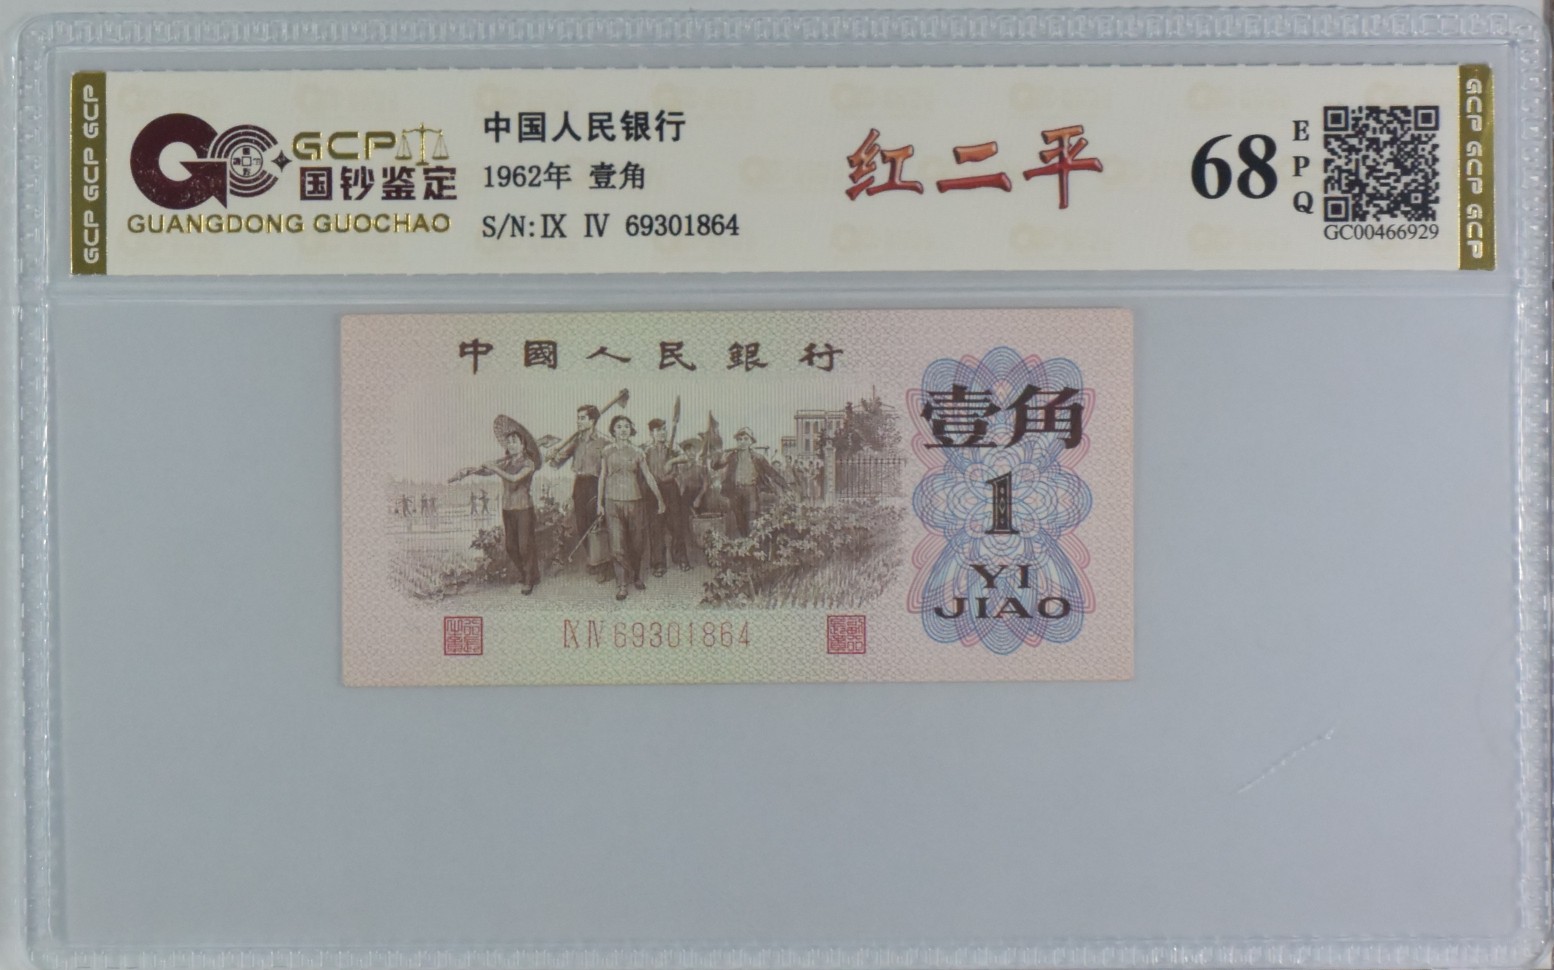 GCP GCP GCP
GCP
国钞鉴定
GUANGDONG GUOCHAO
中国人民银行
1962年 壹角
S/N:IX IV 69301864
红二平
68
EPQ
GC00466929
GCP GCP GCP
中國人民銀行
壹角
1
YI
JIAO
IX IV 69301864